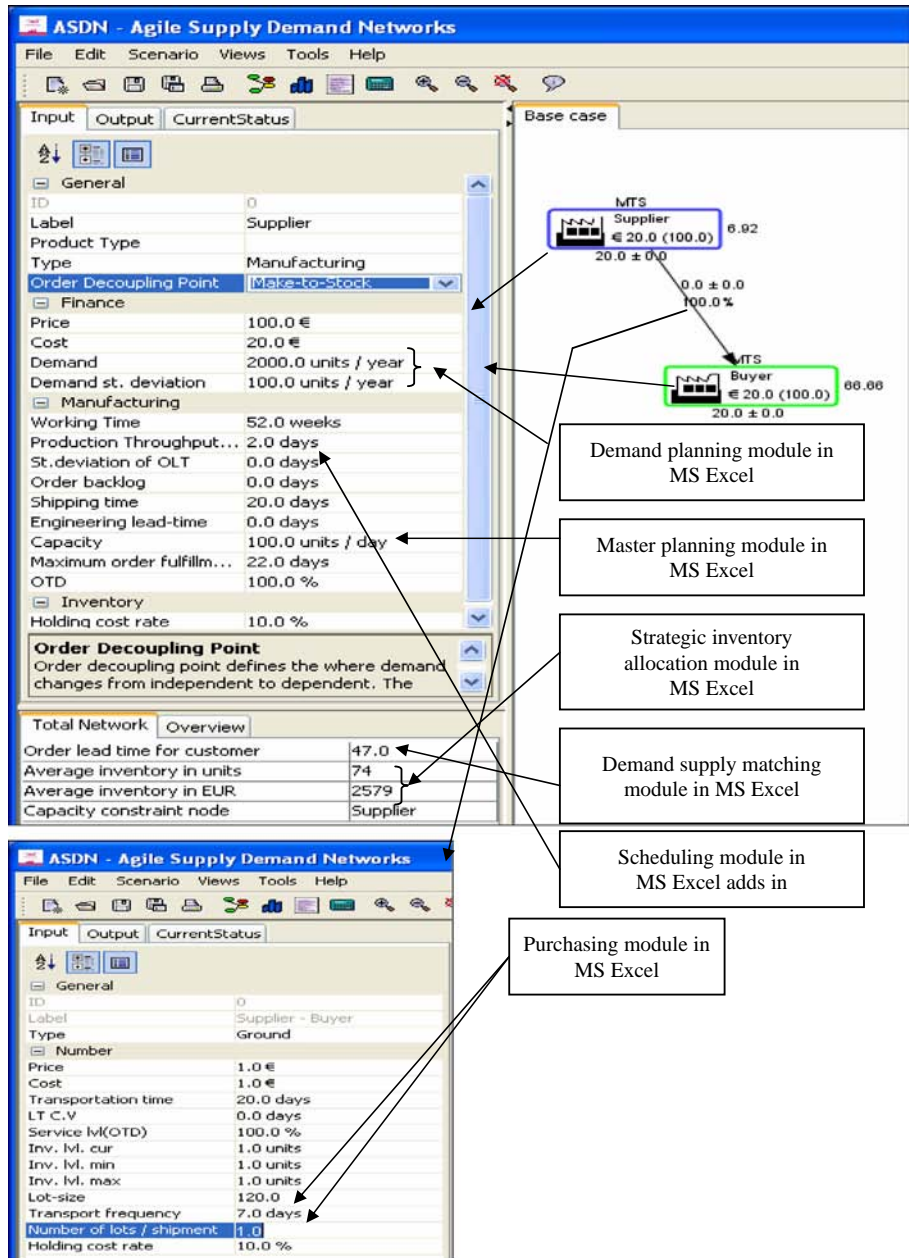 ASDN - Agile Supply Demand Networks
File Edit Scenario Views Tools Help
Input Output CurrentStatus
General
ID 0
Label Supplier
Product Type
Type Manufacturing
Order Decoupling Point Make-to-Stock
Finance
Price 100.0 €
Cost 20.0 €
Demand 2000.0 units / year
Demand st. deviation 100.0 units / year
Manufacturing
Working Time 52.0 weeks
Production Throughput... 2.0 days
St.deviation of OLT 0.0 days
Order backlog 0.0 days
Shipping time 20.0 days
Engineering lead-time 0.0 days
Capacity 100.0 units / day
Maximum order fulfillm... 22.0 days
OTD 100.0 %
Inventory
Holding cost rate 10.0 %
Order Decoupling Point
Order decoupling point defines the where demand
changes from independent to dependent. The
Total Network Overview
Order lead time for customer 47.0
Average inventory in units 74
Average inventory in EUR 2579
Capacity constraint node Supplier
Base case
MTS
Supplier
€ 20.0 (100.0) 6.92
20.0 ± 0.0
0.0 ± 0.0
100.0 %
MTS
Buyer
€ 20.0 (100.0) 66.66
20.0 ± 0.0
Demand planning module in
MS Excel
Master planning module in
MS Excel
Strategic inventory
allocation module in
MS Excel
Demand supply matching
module in MS Excel
Scheduling module in
MS Excel adds in
Purchasing module in
MS Excel
ASDN - Agile Supply Demand Networks
File Edit Scenario Views Tools Help
Input Output CurrentStatus
General
ID 0
Label Supplier - Buyer
Type Ground
Number
Price 1.0 €
Cost 1.0 €
Transportation time 20.0 days
LT C.V 0.0 days
Service lvl(OTD) 100.0 %
Inv. lvl. cur 1.0 units
Inv. lvl. min 1.0 units
Inv. lvl. max 1.0 units
Lot-size 120.0
Transport frequency 7.0 days
Number of lots / shipment 1.0
Holding cost rate 10.0 %